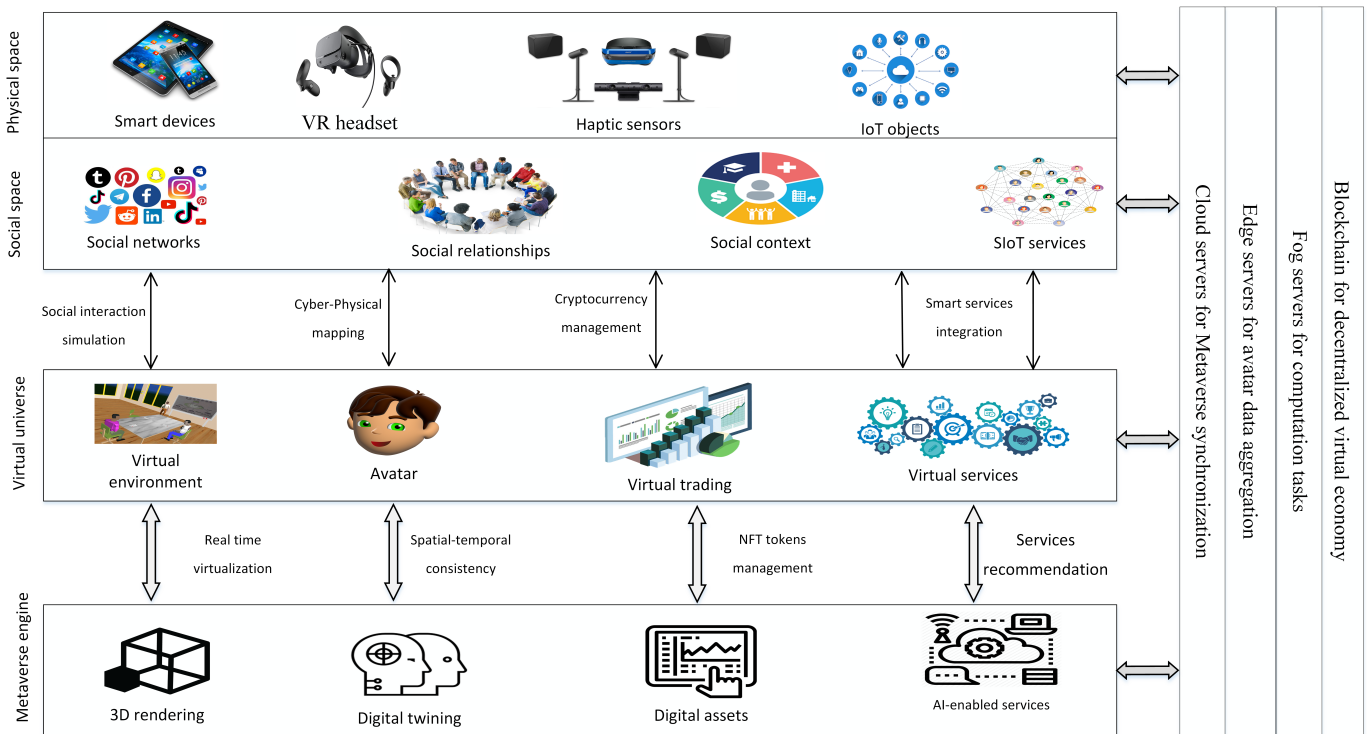 Physical space
Smart devices
VR headset
Haptic sensors
IoT objects
Social space
Social networks
Social relationships
Social context
SIoT services
Social interaction
simulation
Cyber-Physical
mapping
Cryptocurrency
management
Smart services
integration
Virtual universe
Virtual
environment
Avatar
Virtual trading
Virtual services
Real time
virtualization
Spatial-temporal
consistency
NFT tokens
management
Services
recommendation
Metaverse engine
3D rendering
Digital twining
Digital assets
AI-enabled services
Cloud servers for Metaverse synchronization
Edge servers for avatar data aggregation
Fog servers for computation tasks
Blockchain for decentralized virtual economy